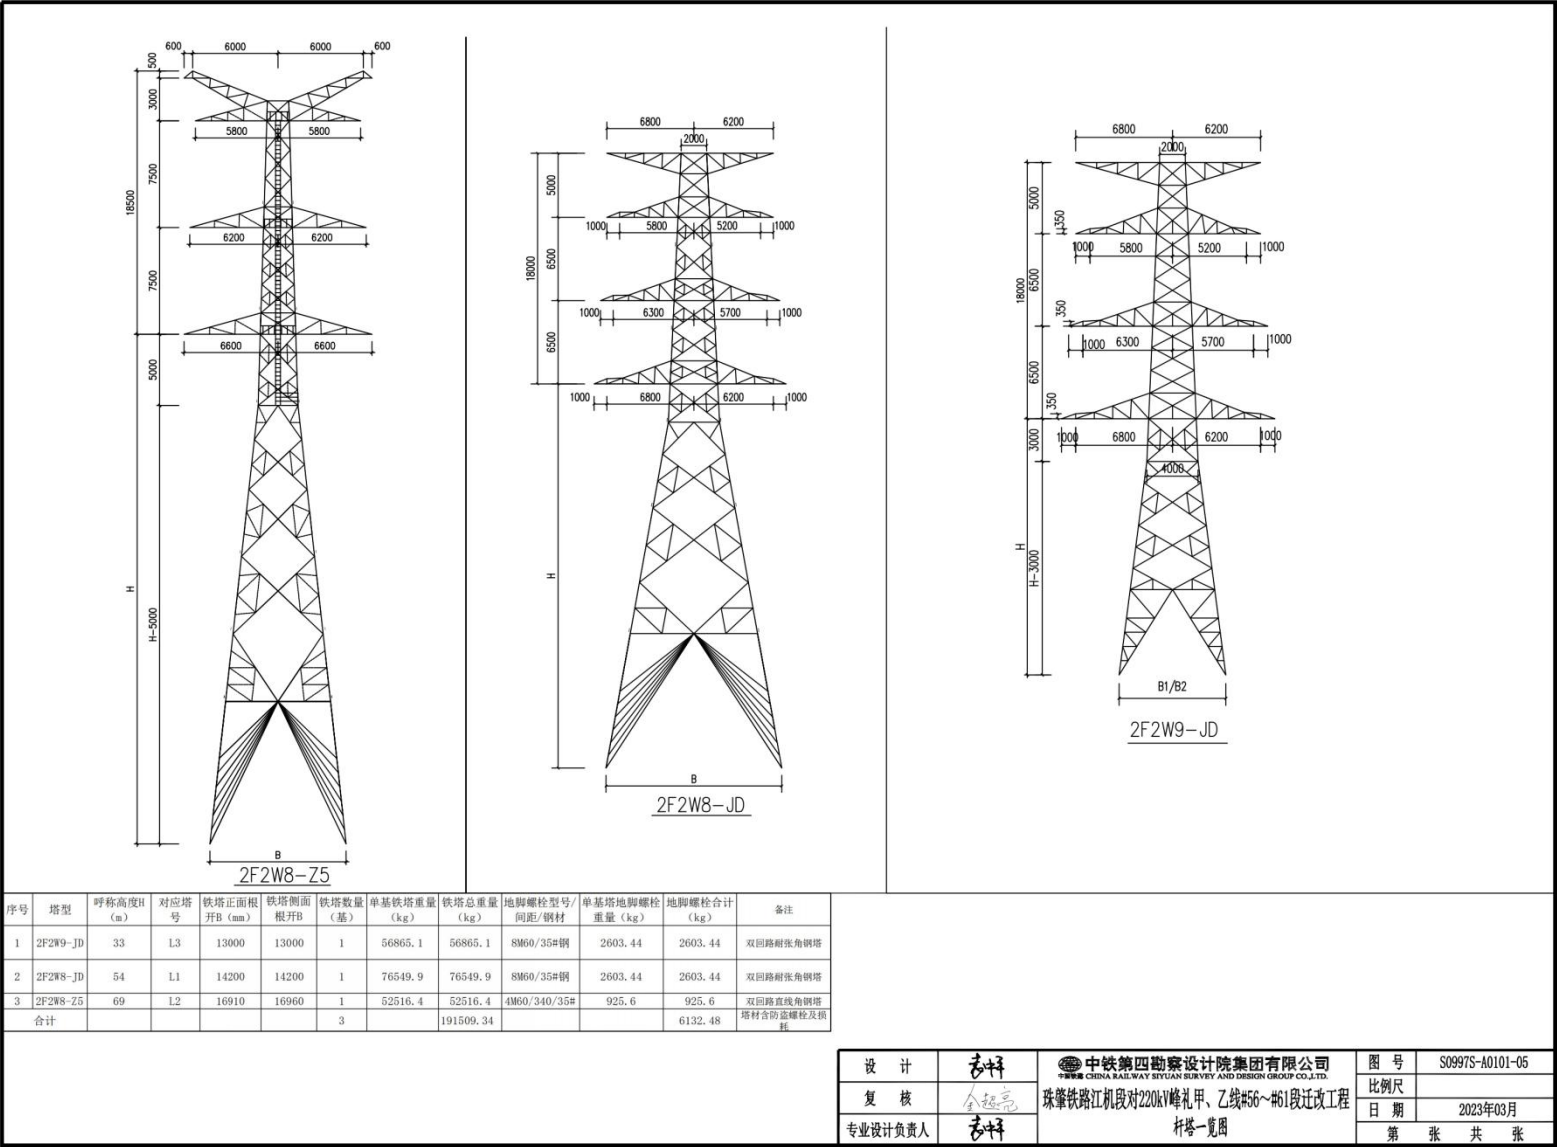 600 6000 6000 600
500
3000
5800 5800
7500
18500
6200 6200
7500
6600 6600
5000
H
H-5000
B
2F2W8-Z5
6800 6200
2000
5000
1000 5800 5200 1000
6500
18000
1000 6300 5700 1000
6500
1000 6800 6200 1000
H
B
2F2W8-JD
6800 6200
2000
5000
350
1000 5800 5200 1000
6500
18000
350
1000 6300 5700 1000
6500
350
1000 6800 6200 1000
3000
4000
H
H-3000
B1/B2
2F2W9-JD
序号 塔型 呼称高度H（m） 对应塔号 铁塔正面根开B（mm） 铁塔侧面根开B 铁塔数量（基） 单基铁塔重量（kg） 铁塔总重量（kg） 地脚螺栓型号/间距/钢材 单基塔地脚螺栓重量（kg） 地脚螺栓合计（kg） 备注
1 2F2W9-JD 33 L3 13000 13000 1 56865.1 56865.1 8M60/35#钢 2603.44 2603.44 双回路耐张角钢塔
2 2F2W8-JD 54 L1 14200 14200 1 76549.9 76549.9 8M60/35#钢 2603.44 2603.44 双回路耐张角钢塔
3 2F2W8-Z5 69 L2 16910 16960 1 52516.4 52516.4 4M60/340/35# 925.6 925.6 双回路直线角钢塔
合计 3 191509.34 6132.48 塔材含防盗螺栓及损耗
设 计
复 核
专业设计负责人
中铁第四勘察设计院集团有限公司
CHINA RAILWAY SIYUAN SURVEY AND DESIGN GROUP CO.,LTD.
珠肇铁路江机段对220kV峰礼甲、乙线#56～#61段迁改工程
杆塔一览图
图 号 S0997S-A0101-05
比例尺
日 期 2023年03月
第 张 共 张